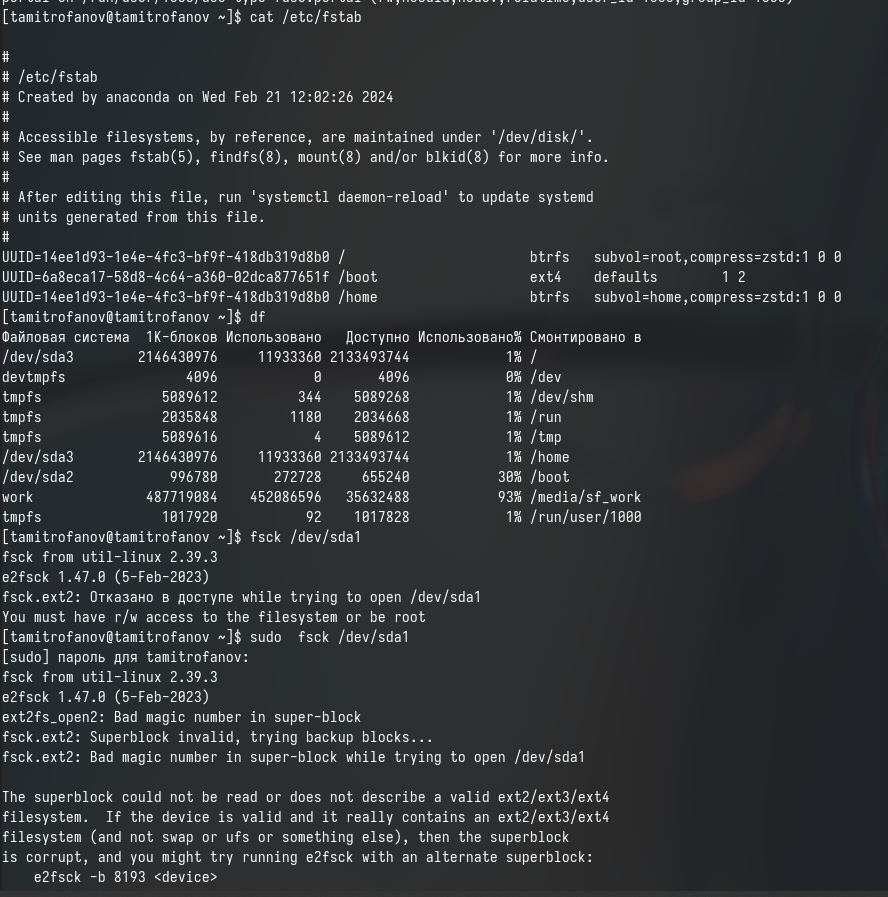 [tamitrofanov@tamitrofanov ~]$ cat /etc/fstab
#
# /etc/fstab
# Created by anaconda on Wed Feb 21 12:02:26 2024
#
# Accessible filesystems, by reference, are maintained under '/dev/disk/'.
# See man pages fstab(5), findfs(8), mount(8) and/or blkid(8) for more info.
#
# After editing this file, run 'systemctl daemon-reload' to update systemd
# units generated from this file.
#
UUID=14ee1d93-1e4e-4fc3-bf9f-418db319d8b0 /                       btrfs   subvol=root,compress=zstd:1 0 0
UUID=6a8eca17-58d8-4c64-a360-02dca877651f /boot                   ext4    defaults        1 2
UUID=14ee1d93-1e4e-4fc3-bf9f-418db319d8b0 /home                   btrfs   subvol=home,compress=zstd:1 0 0
[tamitrofanov@tamitrofanov ~]$ df
Файловая система  1K-блоков Использовано   Доступно Использовано% Смонтировано в
/dev/sda3        2146430976     11933360 2133493744            1% /
devtmpfs               4096            0       4096            0% /dev
tmpfs               5089612          344    5089268            1% /dev/shm
tmpfs               2035848         1180    2034668            1% /run
tmpfs               5089616            4    5089612            1% /tmp
/dev/sda3        2146430976     11933360 2133493744            1% /home
/dev/sda2            996780       272728     655240           30% /boot
work              487719084    452086596   35632488           93% /media/sf_work
tmpfs               1017920           92    1017828            1% /run/user/1000
[tamitrofanov@tamitrofanov ~]$ fsck /dev/sda1
fsck from util-linux 2.39.3
e2fsck 1.47.0 (5-Feb-2023)
fsck.ext2: Отказано в доступе while trying to open /dev/sda1
You must have r/w access to the filesystem or be root
[tamitrofanov@tamitrofanov ~]$ sudo  fsck /dev/sda1
[sudo] пароль для tamitrofanov:
fsck from util-linux 2.39.3
e2fsck 1.47.0 (5-Feb-2023)
ext2fs_open2: Bad magic number in super-block
fsck.ext2: Superblock invalid, trying backup blocks...
fsck.ext2: Bad magic number in super-block while trying to open /dev/sda1
The superblock could not be read or does not describe a valid ext2/ext3/ext4
filesystem.  If the device is valid and it really contains an ext2/ext3/ext4
filesystem (and not swap or ufs or something else), then the superblock
is corrupt, and you might try running e2fsck with an alternate superblock:
    e2fsck -b 8193 <device>